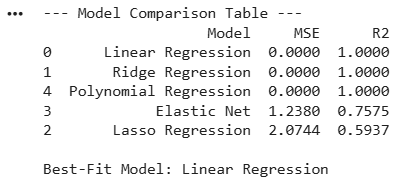 --- Model Comparison Table ---
Model MSE R2
0 Linear Regression 0.0000 1.0000
1 Ridge Regression 0.0000 1.0000
4 Polynomial Regression 0.0000 1.0000
3 Elastic Net 1.2380 0.7575
2 Lasso Regression 2.0744 0.5937
Best-Fit Model: Linear Regression